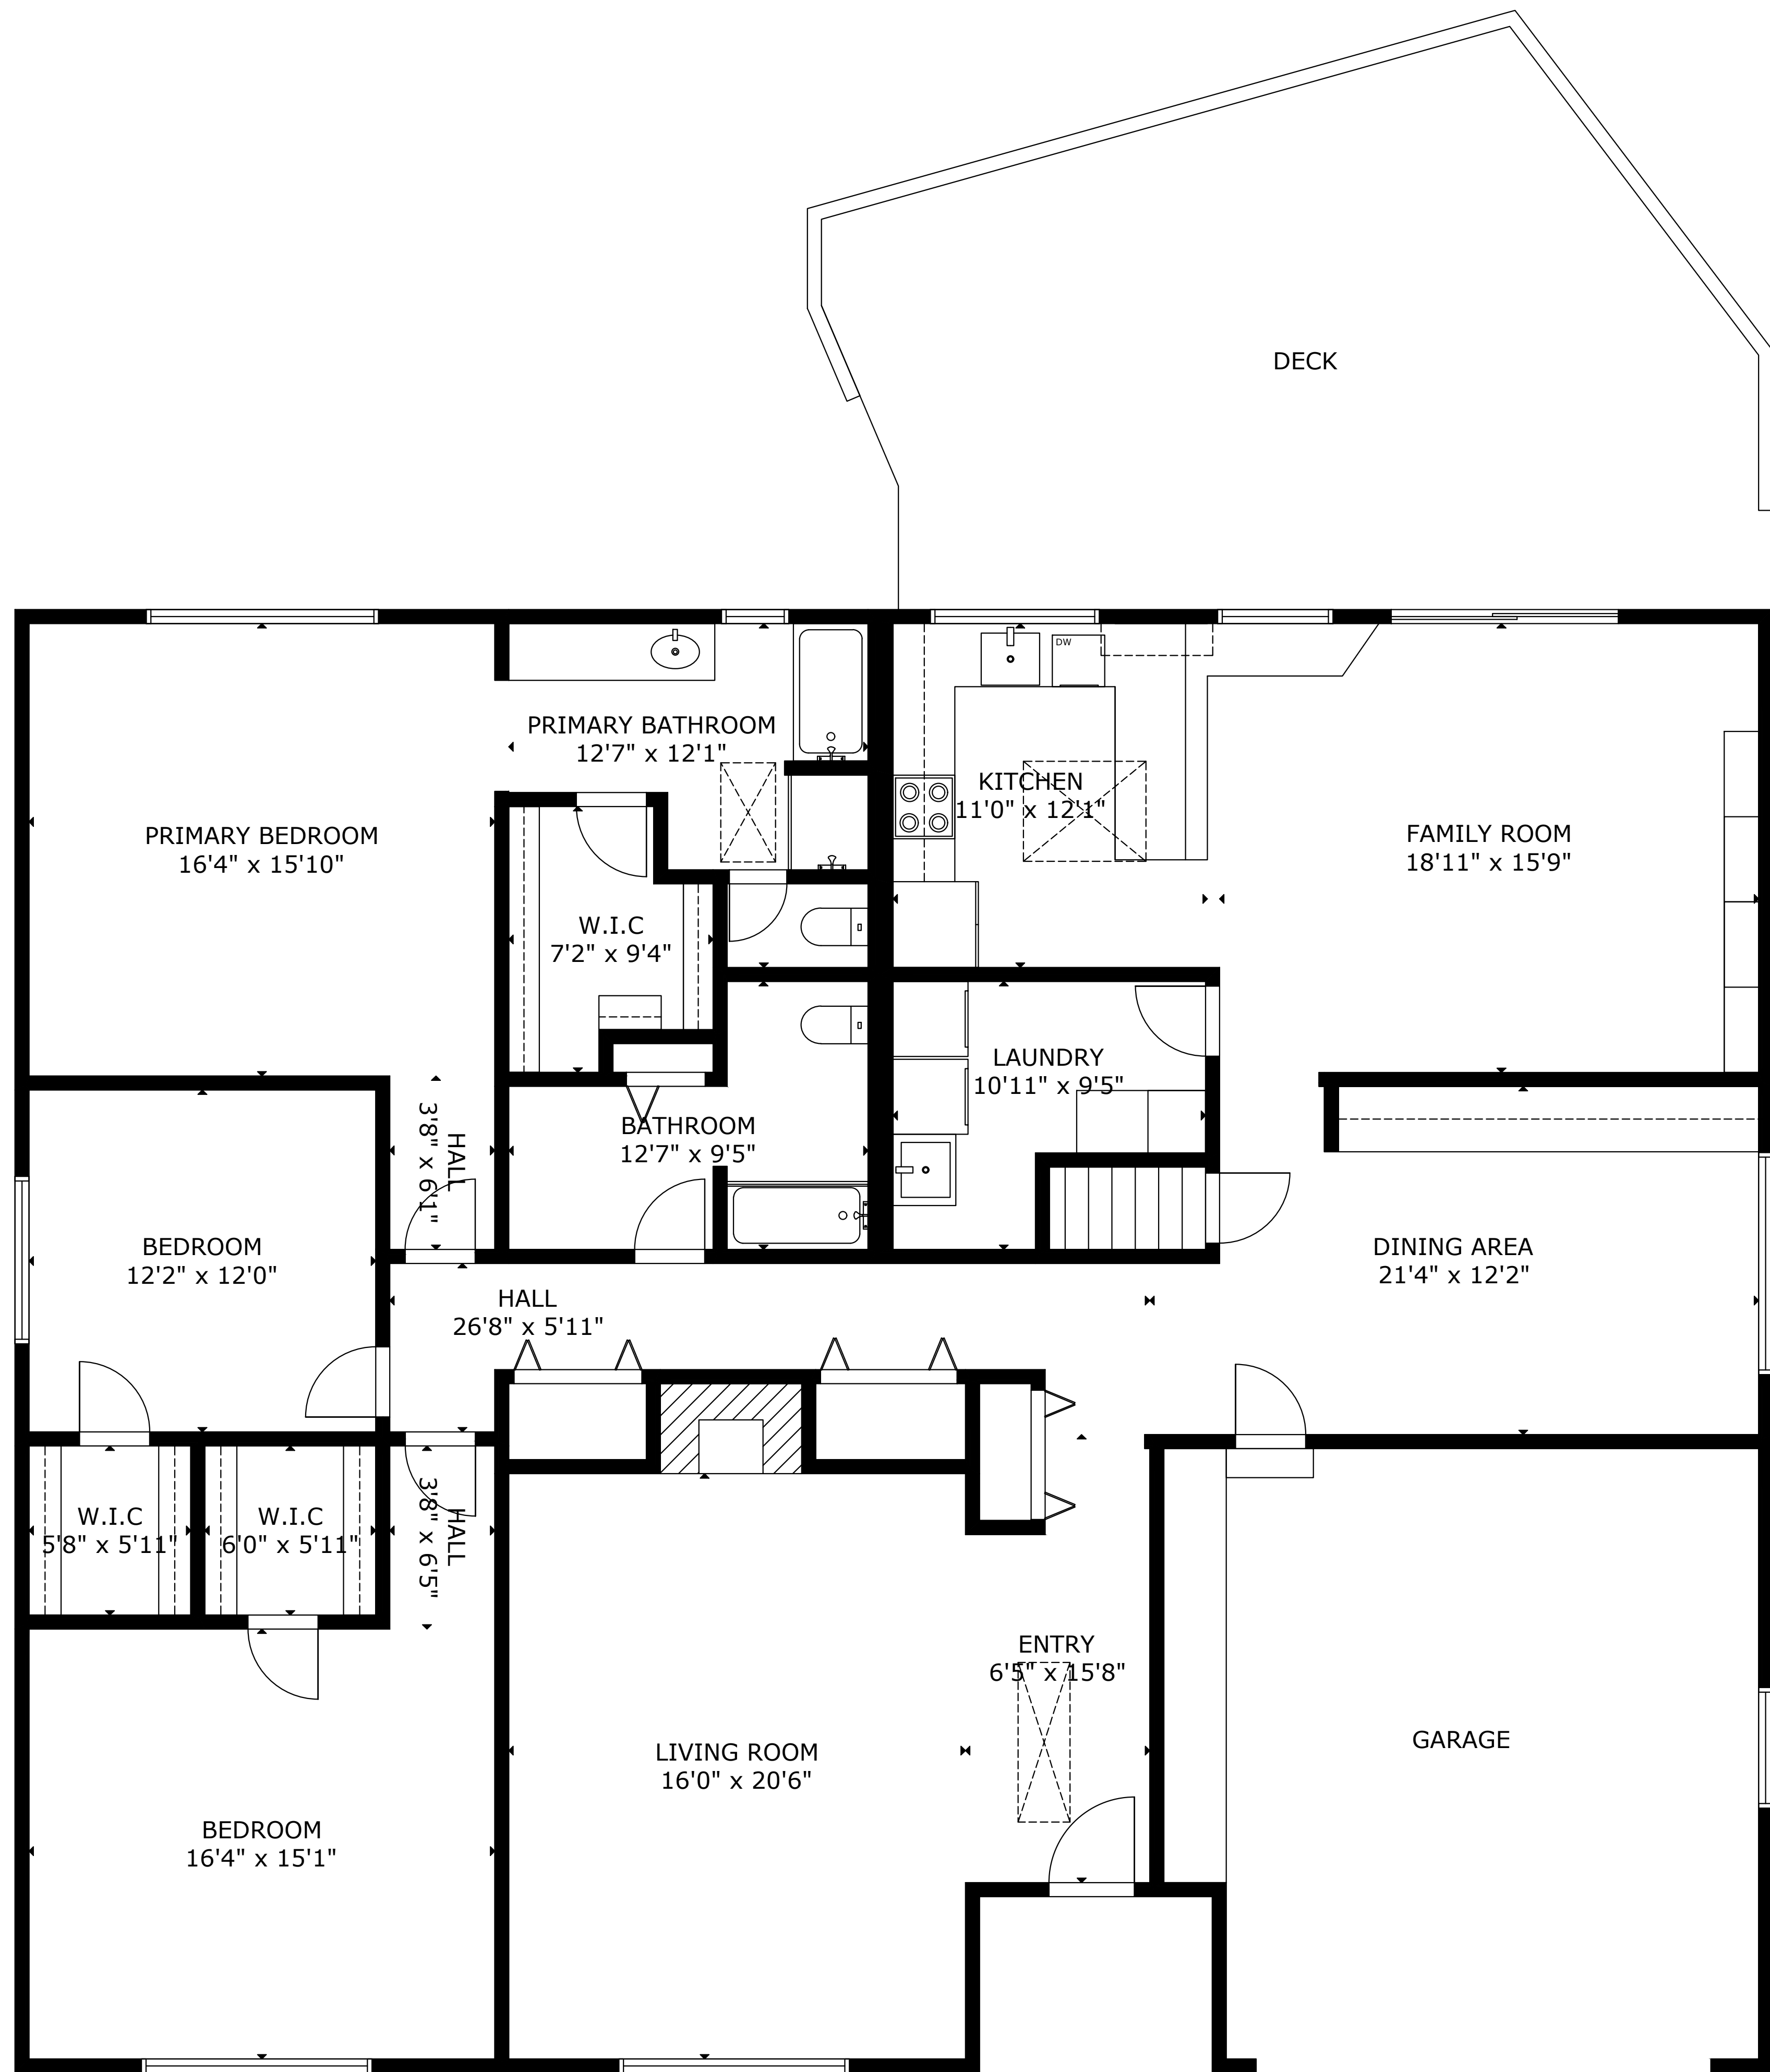 DECK
DW
PRIMARY BATHROOM
12'7" x 12'1"
KITCHEN
11'0" x 12'1"
PRIMARY BEDROOM
16'4" x 15'10"
FAMILY ROOM
18'11" x 15'9"
W.I.C
7'2" x 9'4"
LAUNDRY
10'11" x 9'5"
BATHROOM
12'7" x 9'5"
HALL
3'8" x 6'1"
BEDROOM
12'2" x 12'0"
DINING AREA
21'4" x 12'2"
HALL
26'8" x 5'11"
W.I.C
5'8" x 5'11"
W.I.C
6'0" x 5'11"
HALL
3'8" x 6'5"
ENTRY
6'5" x 15'8"
GARAGE
LIVING ROOM
16'0" x 20'6"
BEDROOM
16'4" x 15'1"